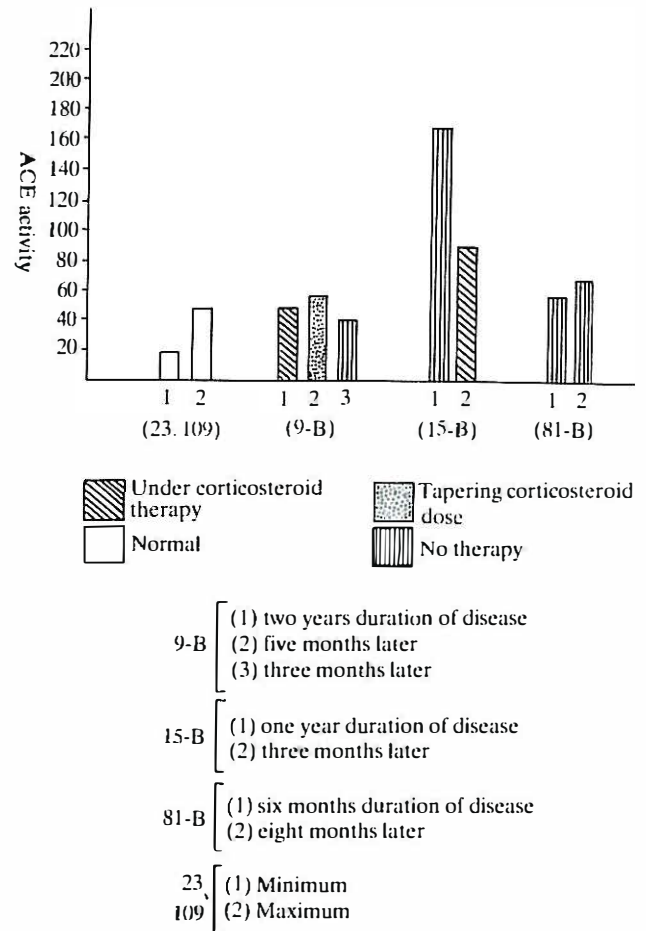 220
200
180
160
140
120
100
80
60
40
20
ACE activity
1 2 1 2 3 1 2 1 2
(23.109) (9-B) (15-B) (81-B)
Under corticosteroid
therapy
Normal
Tapering corticosteroid
dose
No therapy
9-B
(1) two years duration of disease
(2) five months later
(3) three months later
15-B
(1) one year duration of disease
(2) three months later
81-B
(1) six months duration of disease
(2) eight months later
23,
109
(1) Minimum
(2) Maximum